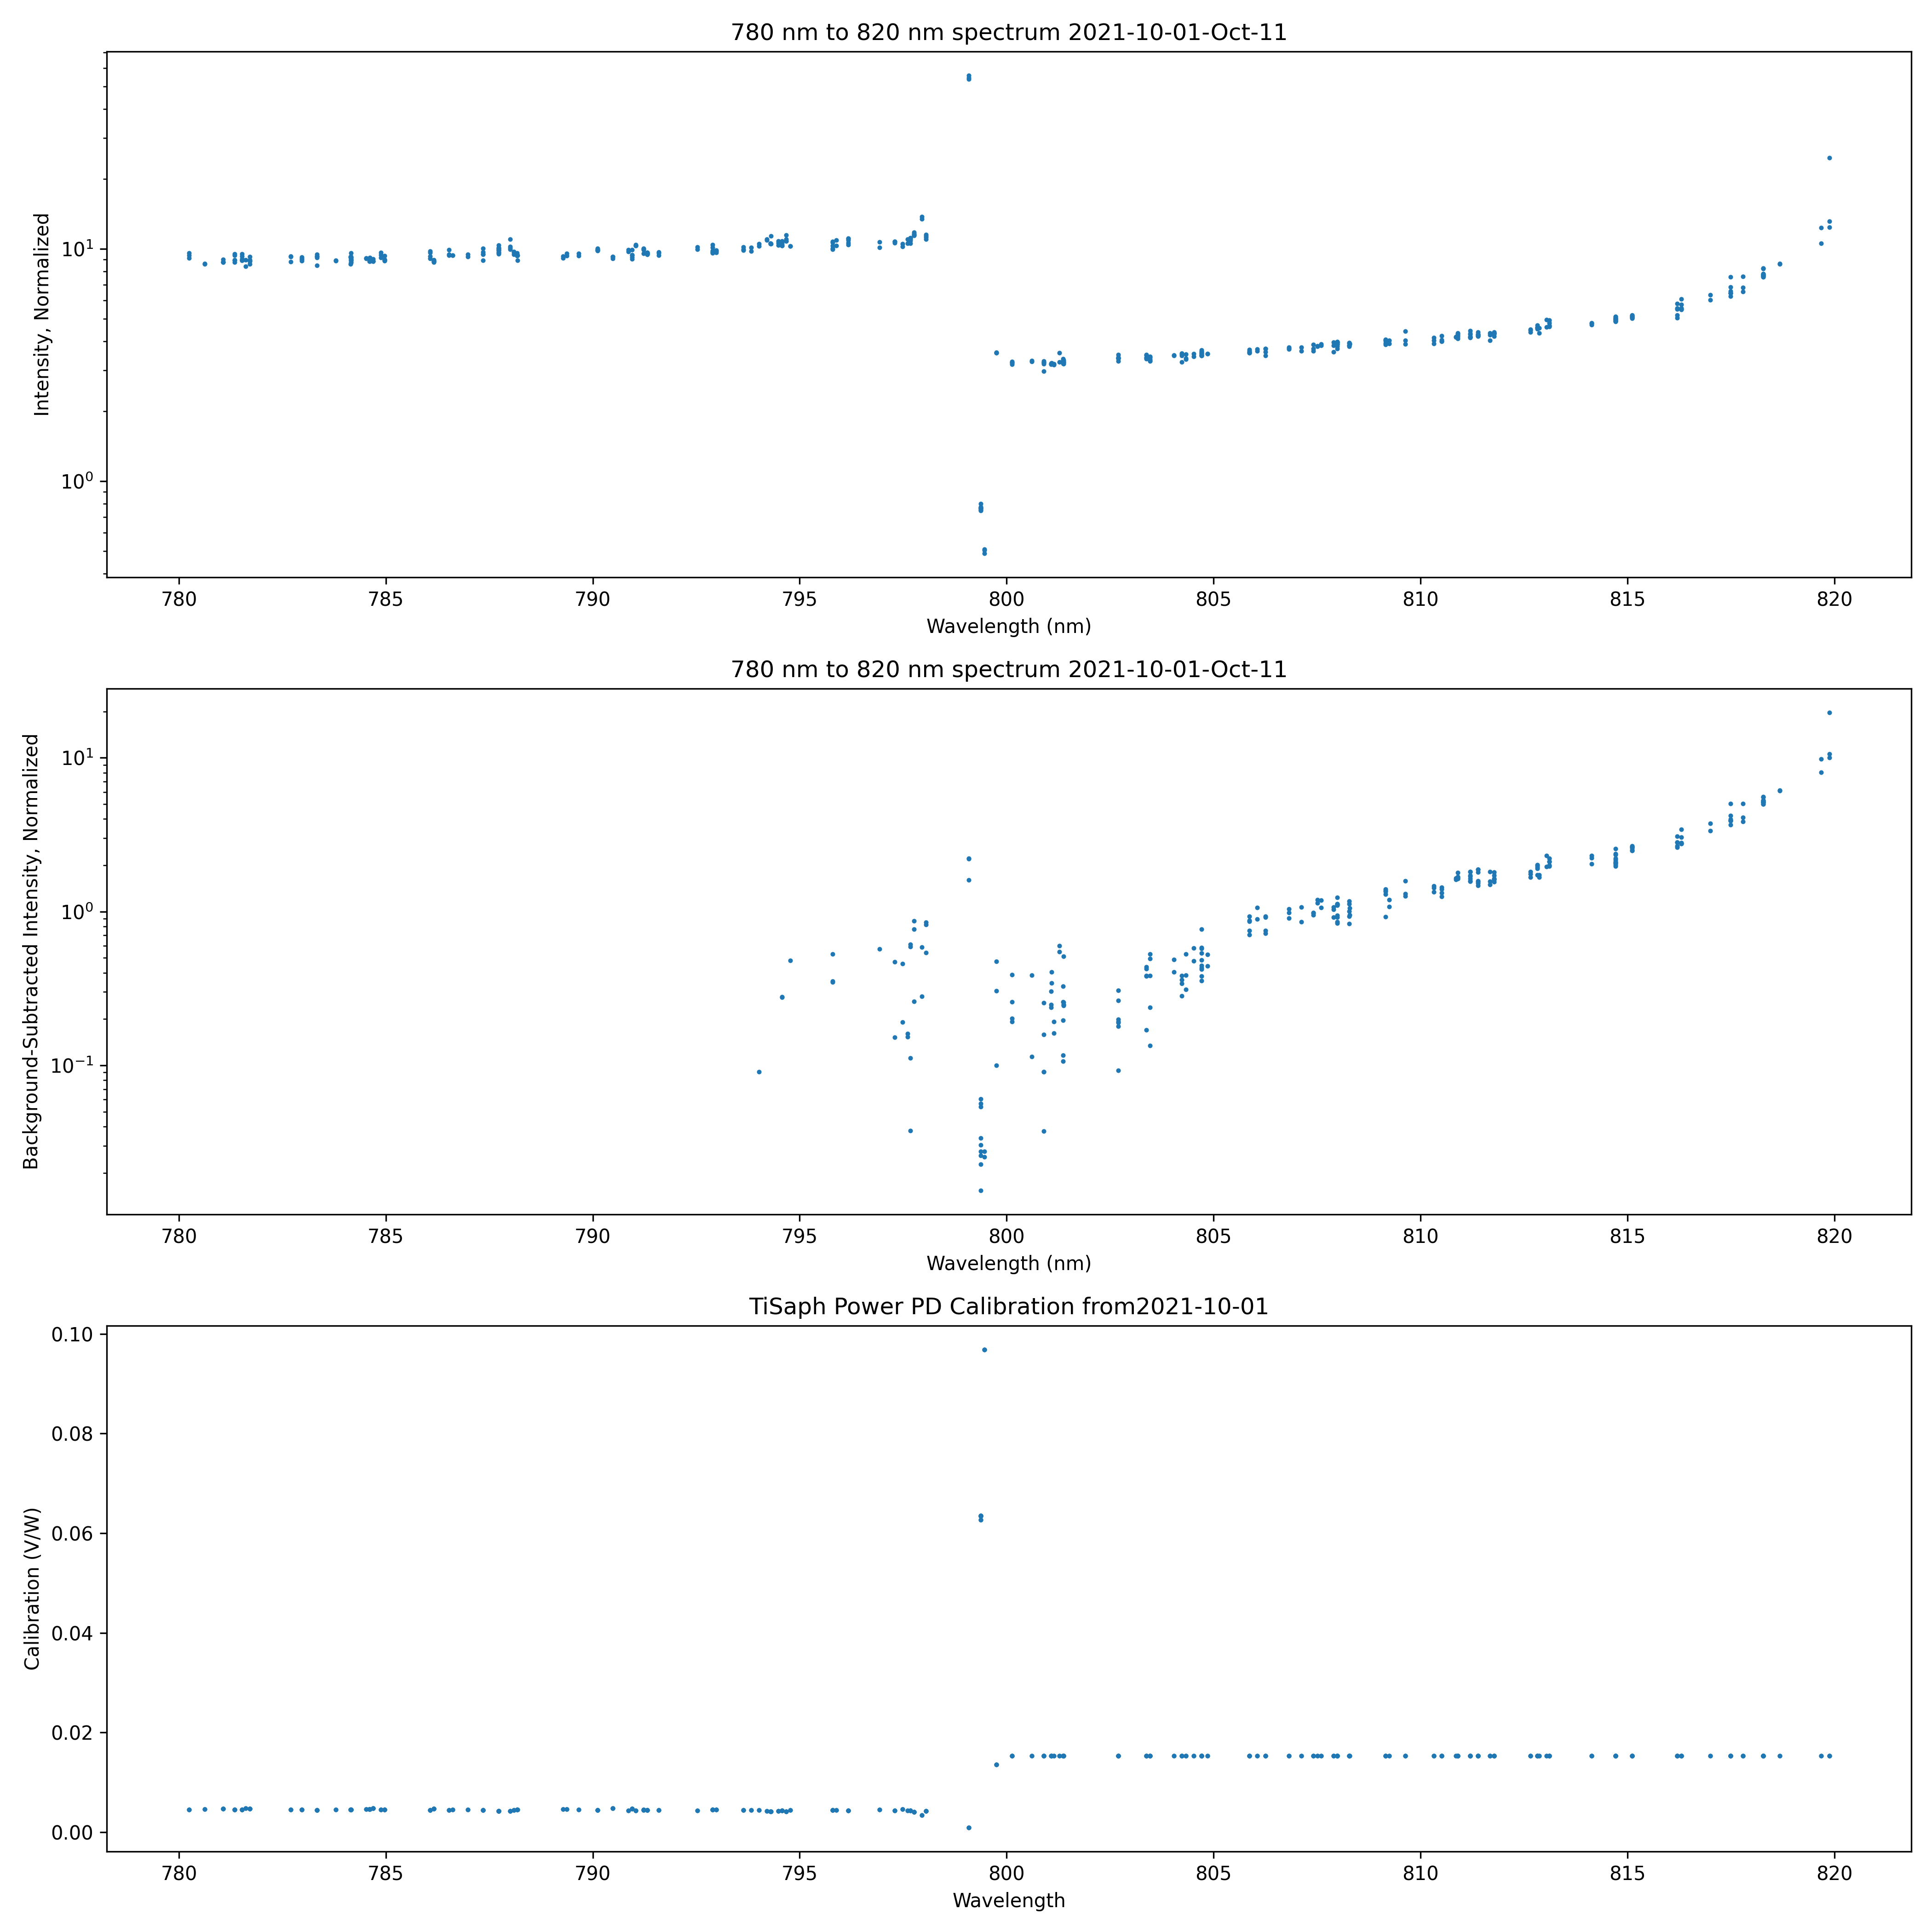 780 nm to 820 nm spectrum 2021-10-01-Oct-11
Intensity, Normalized
10¹
10⁰
780 785 790 795 800 805 810 815 820
Wavelength (nm)
780 nm to 820 nm spectrum 2021-10-01-Oct-11
Background-Subtracted Intensity, Normalized
10¹
10⁰
10⁻¹
780 785 790 795 800 805 810 815 820
Wavelength (nm)
TiSaph Power PD Calibration from2021-10-01
Calibration (V/W)
0.10
0.08
0.06
0.04
0.02
0.00
780 785 790 795 800 805 810 815 820
Wavelength